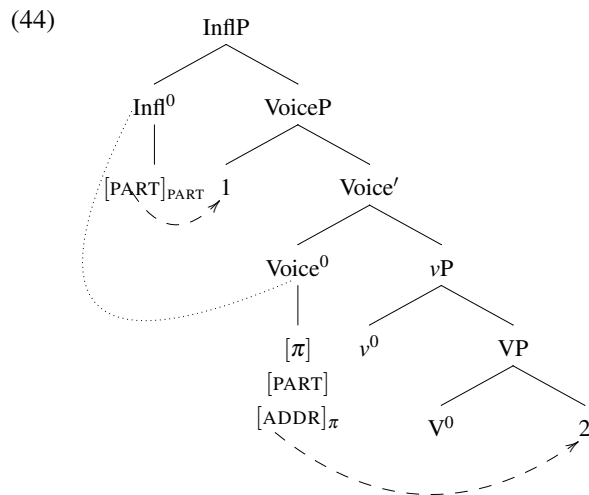 (44)
InflP
Infl⁰ VoiceP
[PART]PART 1 Voice′
Voice⁰ vP
[π] v⁰ VP
[PART]
[ADDR]π V⁰ 2